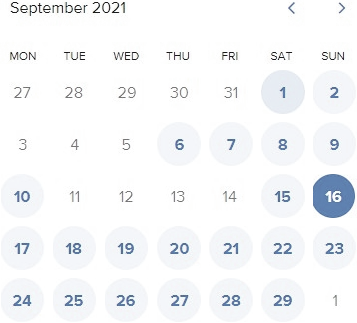 September 2021 < >
MON TUE WED THU FRI SAT SUN
27 28 29 30 31 1 2
3 4 5 6 7 8 9
10 11 12 13 14 15 16
17 18 19 20 21 22 23
24 25 26 27 28 29 1